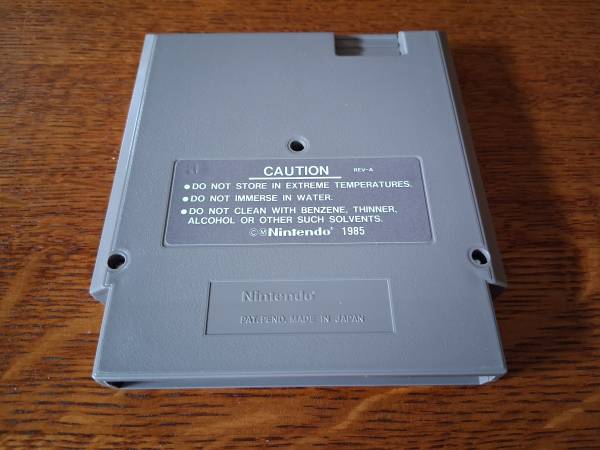 CAUTION REV-A
• DO NOT STORE IN EXTREME TEMPERATURES.
• DO NOT IMMERSE IN WATER.
• DO NOT CLEAN WITH BENZENE, THINNER,
ALCOHOL OR OTHER SUCH SOLVENTS.
©Ⓜ Nintendo® 1985
Nintendo®
PAT. PEND. MADE IN JAPAN